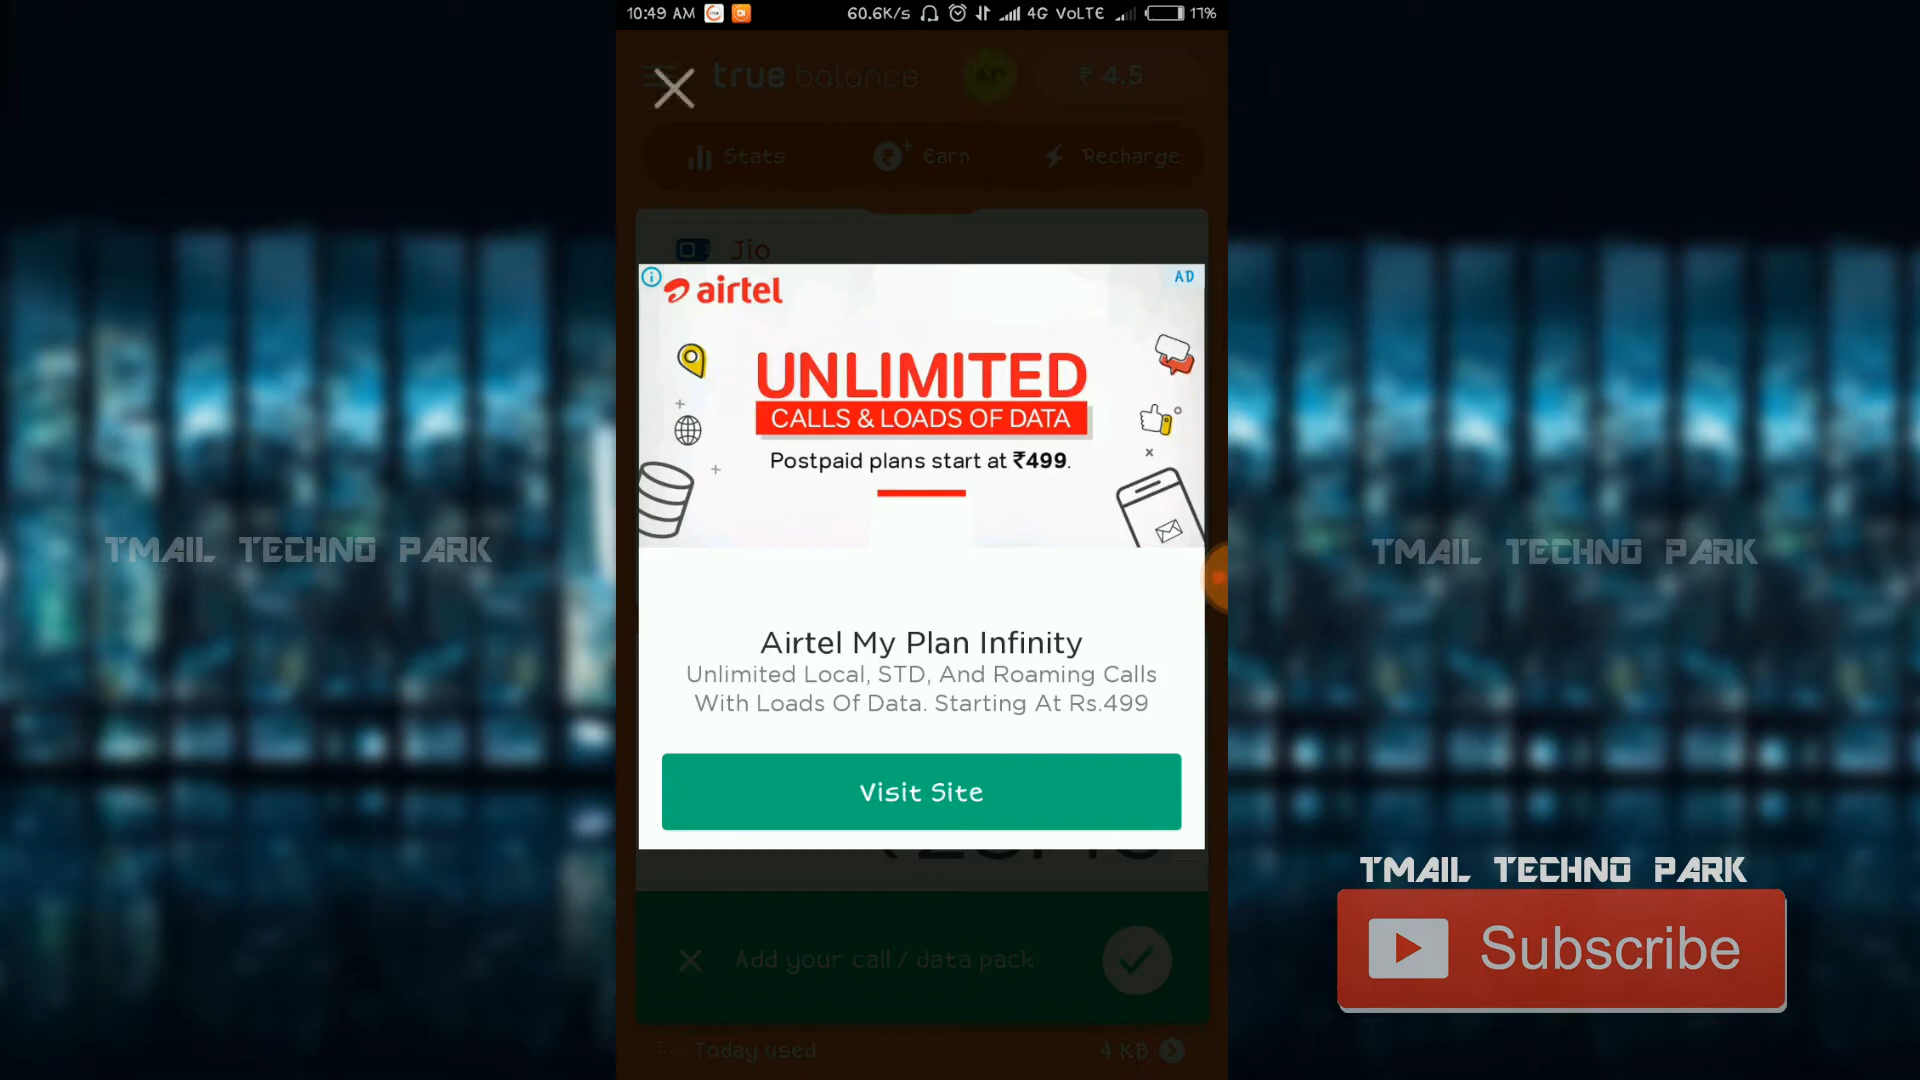 10:49 AM 60.6K/s 4G VoLTE 17%
true balance AD ₹ 4.5
Stats Earn Recharge
Jio
airtel AD
UNLIMITED
CALLS & LOADS OF DATA
Postpaid plans start at ₹499.
Airtel My Plan Infinity
Unlimited Local, STD, And Roaming Calls
With Loads Of Data. Starting At Rs.499
Visit Site
Add your call / data pack
Today used 4 KB
TMAIL TECHNO PARK
TMAIL TECHNO PARK
TMAIL TECHNO PARK
Subscribe